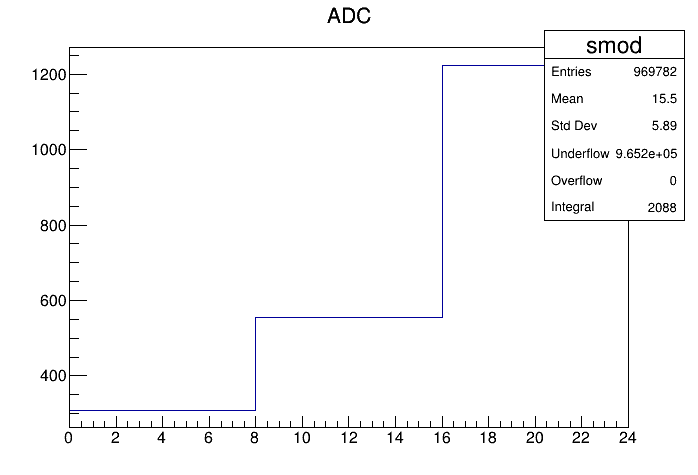 ADC
smod
Entries 969782
Mean 15.5
Std Dev 5.89
Underflow 9.652e+05
Overflow 0
Integral 2088
1200
1000
800
600
400
0 2 4 6 8 10 12 14 16 18 20 22 24